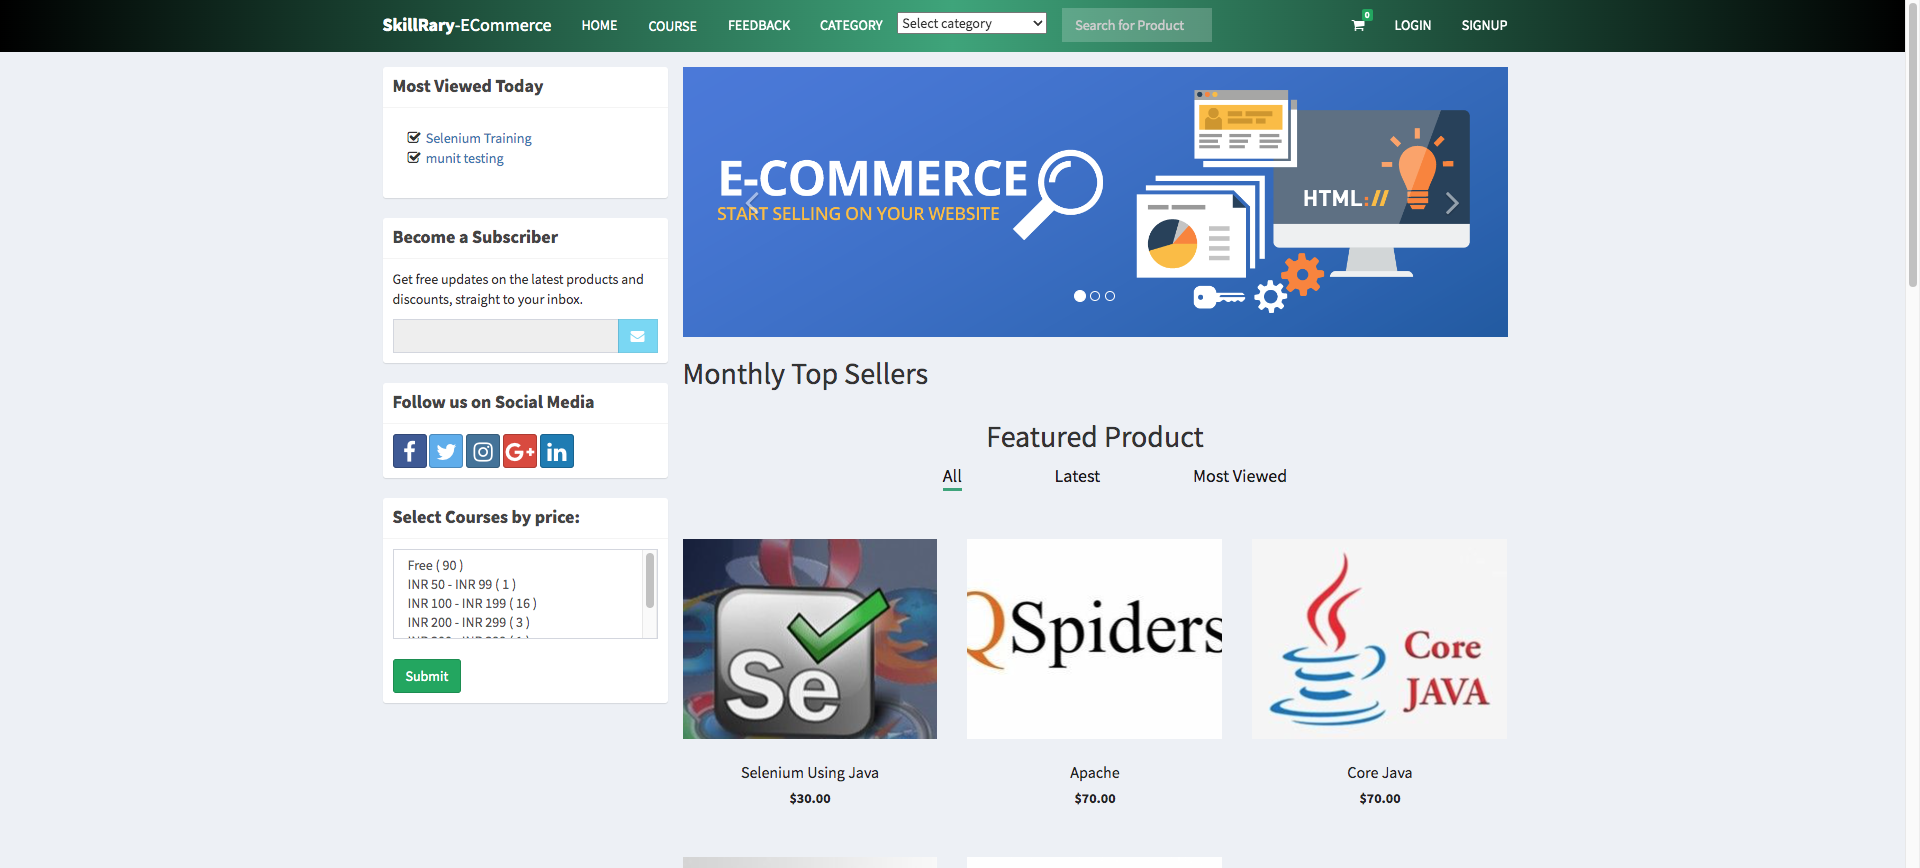 SkillRary-ECommerce HOME COURSE FEEDBACK CATEGORY Select category Search for Product 0 LOGIN SIGNUP
Most Viewed Today
Selenium Training
munit testing
Become a Subscriber
Get free updates on the latest products and
discounts, straight to your inbox.
Follow us on Social Media
f G+ in
Select Courses by price:
Free ( 90 )
INR 50 - INR 99 ( 1 )
INR 100 - INR 199 ( 16 )
INR 200 - INR 299 ( 3 )
Submit
E-COMMERCE
START SELLING ON YOUR WEBSITE
HTML://
Monthly Top Sellers
Featured Product
All Latest Most Viewed
Se
QSpiders
Core
JAVA
Selenium Using Java
$30.00
Apache
$70.00
Core Java
$70.00